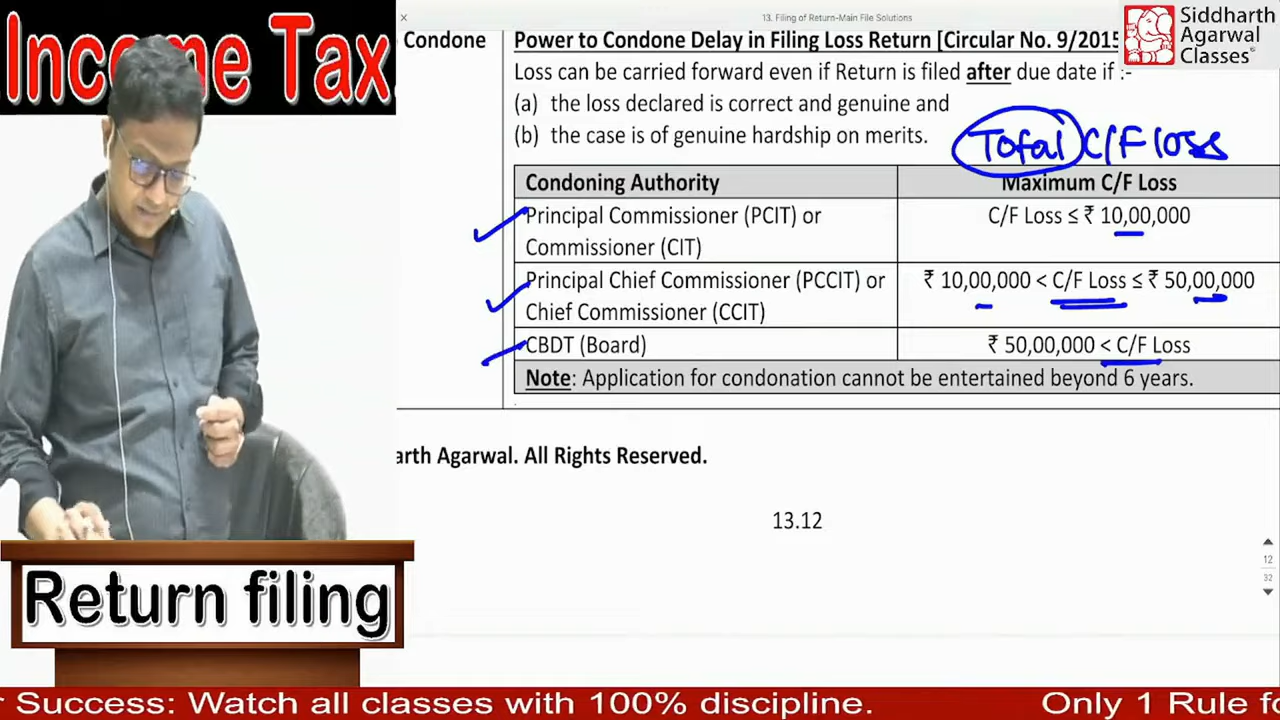 Income Tax
13. Filing of Return-Main File Solutions
Siddharth
Agarwal
Classes
Condone
Power to Condone Delay in Filing Loss Return [Circular No. 9/2015
Loss can be carried forward even if Return is filed after due date if :-
(a) the loss declared is correct and genuine and
(b) the case is of genuine hardship on merits.
Total C/F loss
Condoning Authority
Maximum C/F Loss
Principal Commissioner (PCIT) or
Commissioner (CIT)
C/F Loss ≤ ₹ 10,00,000
Principal Chief Commissioner (PCCIT) or
Chief Commissioner (CCIT)
₹ 10,00,000 < C/F Loss ≤ ₹ 50,00,000
CBDT (Board)
₹ 50,00,000 < C/F Loss
Note: Application for condonation cannot be entertained beyond 6 years.
arth Agarwal. All Rights Reserved.
13.12
12
32
Return filing
r Success: Watch all classes with 100% discipline.
Only 1 Rule fo